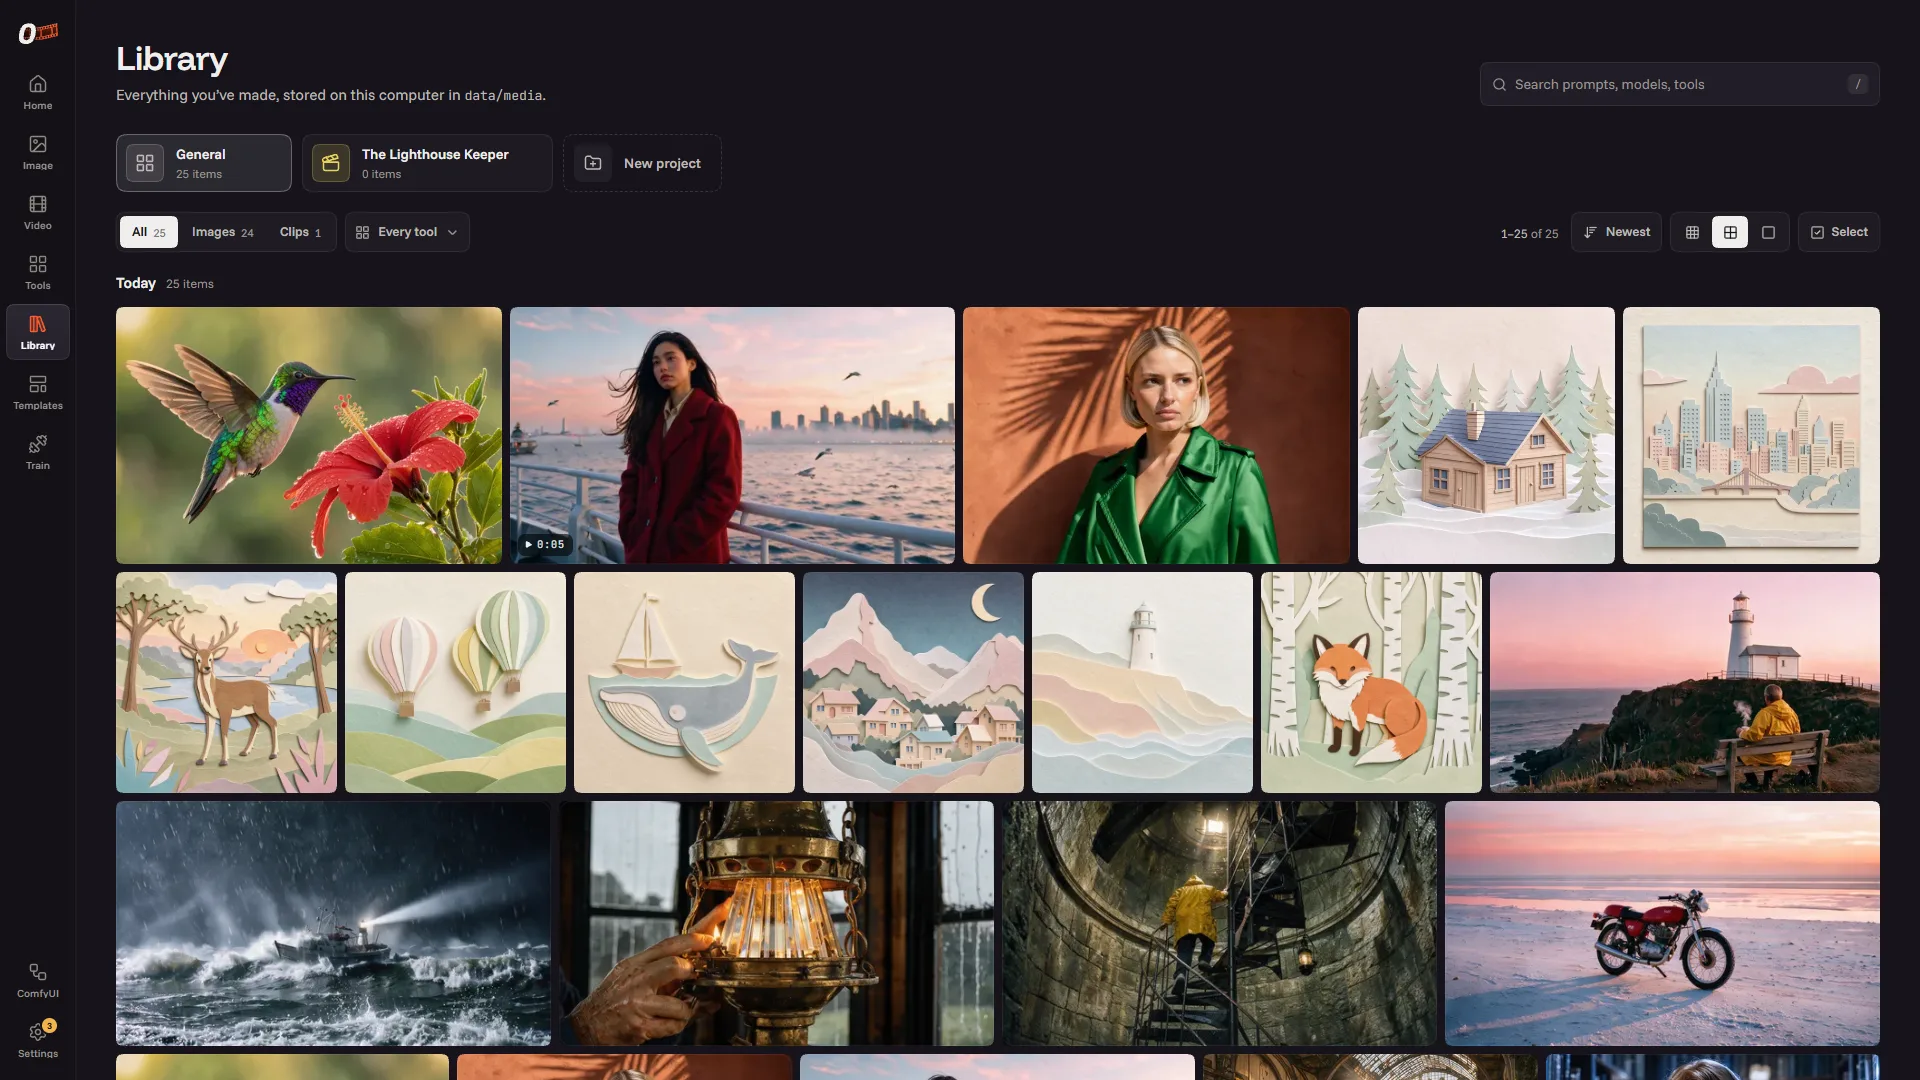 Library
Everything you've made, stored on this computer in data/media.
Search prompts, models, tools /
Home
Image
Video
Tools
Library
Templates
Train
ComfyUI
3
Settings
General
25 items
The Lighthouse Keeper
0 items
New project
All 25
Images 24
Clips 1
Every tool
1–25 of 25
Newest
Select
Today 25 items
0:05